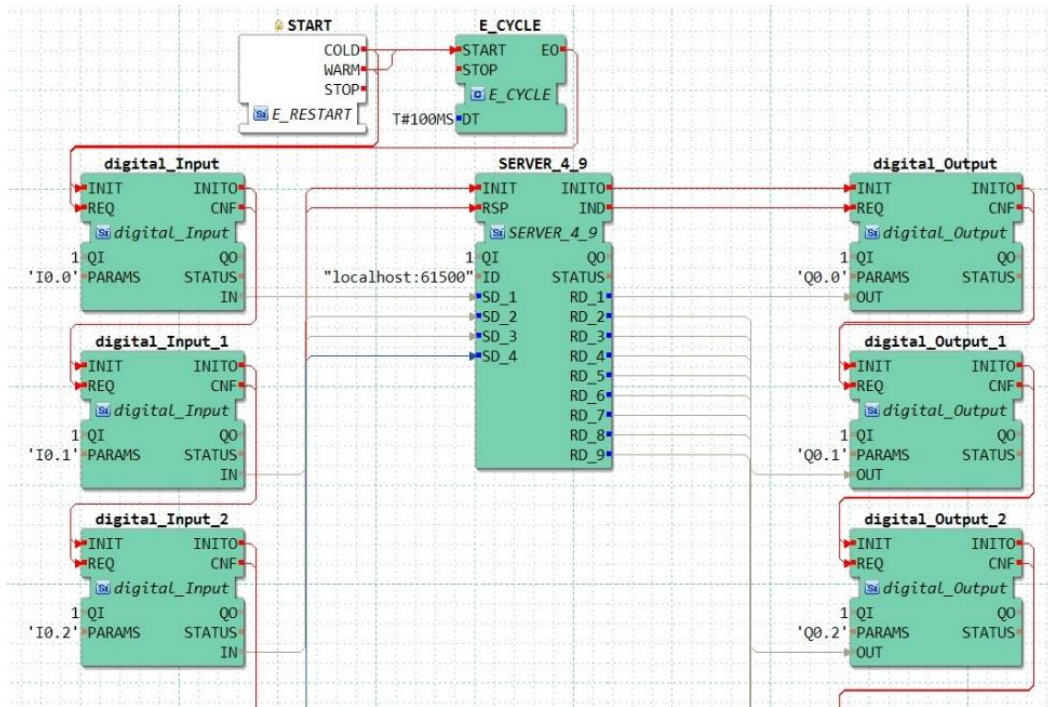 START
COLD
WARM
STOP
E_RESTART
E_CYCLE
START EO
STOP
E_CYCLE
T#100MS DT
digital_Input
INIT INITO
REQ CNF
digital_Input
1 QI QO
'I0.0' PARAMS STATUS
IN
digital_Input_1
INIT INITO
REQ CNF
digital_Input
1 QI QO
'I0.1' PARAMS STATUS
IN
digital_Input_2
INIT INITO
REQ CNF
digital_Input
1 QI QO
'I0.2' PARAMS STATUS
IN
SERVER_4_9
INIT INITO
RSP IND
SERVER_4_9
1 QI QO
"localhost:61500" ID STATUS
SD_1 RD_1
SD_2 RD_2
SD_3 RD_3
SD_4 RD_4
RD_5
RD_6
RD_7
RD_8
RD_9
digital_Output
INIT INITO
REQ CNF
digital_Output
1 QI QO
'Q0.0' PARAMS STATUS
OUT
digital_Output_1
INIT INITO
REQ CNF
digital_Output
1 QI QO
'Q0.1' PARAMS STATUS
OUT
digital_Output_2
INIT INITO
REQ CNF
digital_Output
1 QI QO
'Q0.2' PARAMS STATUS
OUT